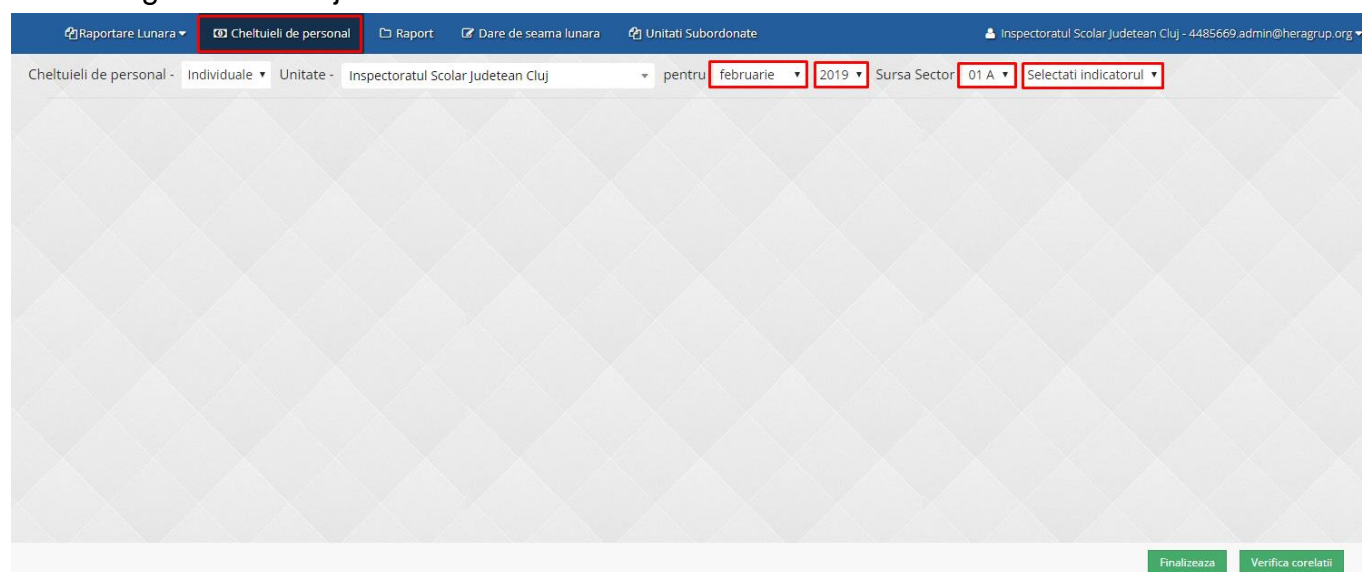 Raportare Lunara Cheltuieli de personal Raport Dare de seama lunara Unitati Subordonate Inspectoratul Scolar Judetean Cluj - 4485669.admin@heragrup.org
Cheltuieli de personal - Individuale Unitate - Inspectoratul Scolar Judetean Cluj pentru februarie 2019 Sursa Sector 01 A Selectati indicatorul
Finalizeaza Verifica corelatii